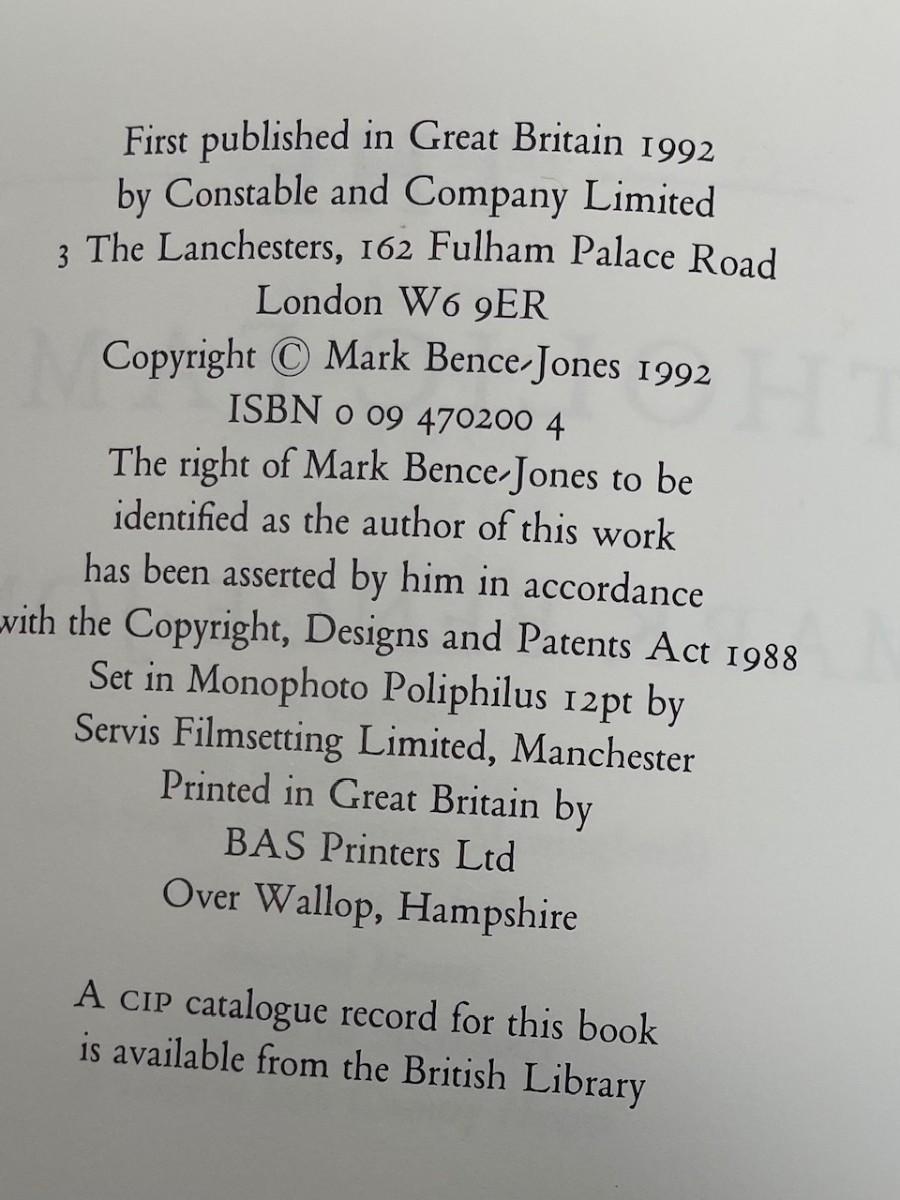 First published in Great Britain 1992
by Constable and Company Limited
3 The Lanchesters, 162 Fulham Palace Road
London W6 9ER
Copyright © Mark Bence-Jones 1992
ISBN 0 09 470200 4
The right of Mark Bence-Jones to be
identified as the author of this work
has been asserted by him in accordance
with the Copyright, Designs and Patents Act 1988
Set in Monophoto Poliphilus 12pt by
Servis Filmsetting Limited, Manchester
Printed in Great Britain by
BAS Printers Ltd
Over Wallop, Hampshire
A CIP catalogue record for this book
is available from the British Library